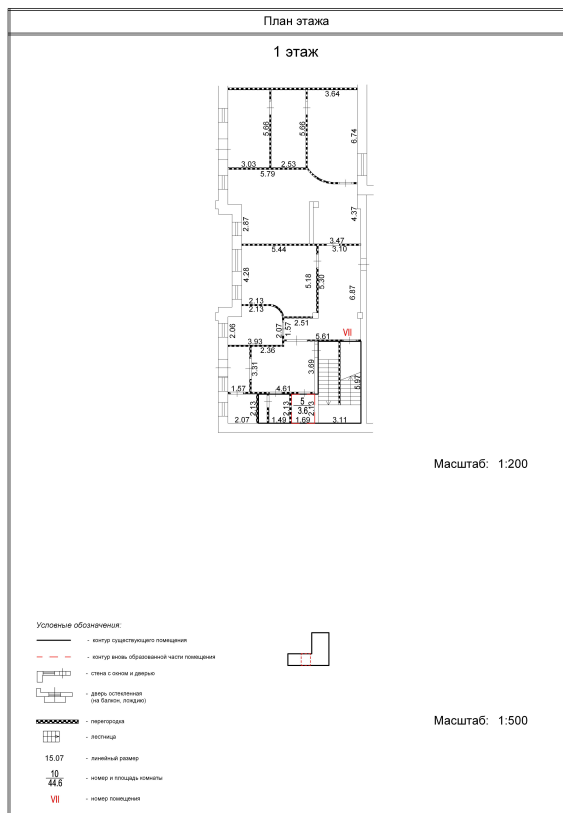 План этажа
1 этаж
3.64
5.66
5.66
6.74
3.03
2.53
5.79
4.37
2.87
3.47
5.44
3.10
4.28
5.18
5.30
6.87
2.13
2.13
2.51
2.06
2.07
1.57
VII
5.61
3.93
2.36
3.31
3.69
5.97
1.57
4.61
5
3.6
2.13
2.13
2.13
2.07
1.49
1.69
3.11
Масштаб: 1:200
Условные обозначения:
- контур существующего помещения
- контур вновь образованной части помещения
- стена с окном и дверью
- дверь остекленная
(на балкон, лоджию)
- перегородка
Масштаб: 1:500
- лестница
15.07 - линейный размер
10
44.6 - номер и площадь комнаты
VII - номер помещения